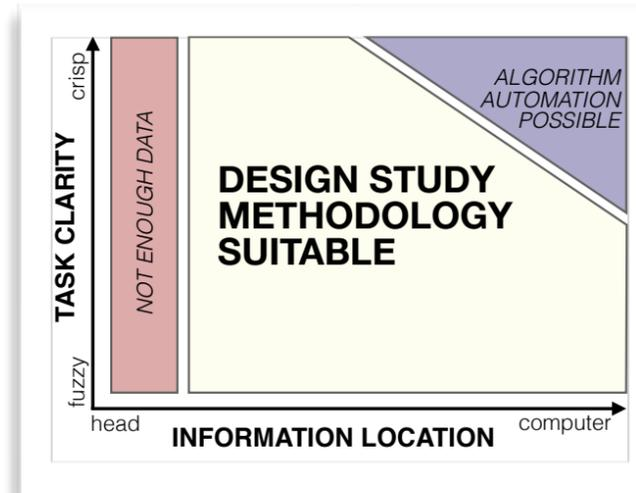 crisp
TASK CLARITY
fuzzy
NOT ENOUGH DATA
DESIGN STUDY
METHODOLOGY
SUITABLE
ALGORITHM
AUTOMATION
POSSIBLE
head
computer
INFORMATION LOCATION